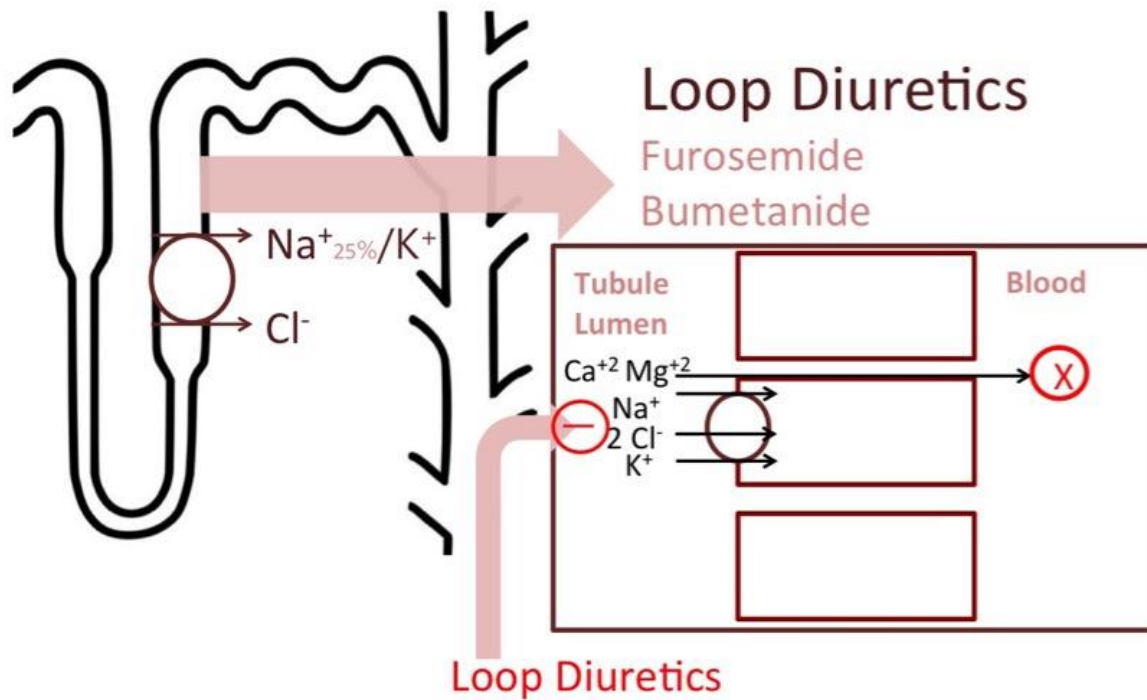 Loop Diuretics
Furosemide
Bumetanide
Na⁺25%/K⁺
Cl⁻
Tubule
Lumen
Blood
Ca⁺² Mg⁺²
X
Na⁺
2 Cl⁻
K⁺
Loop Diuretics